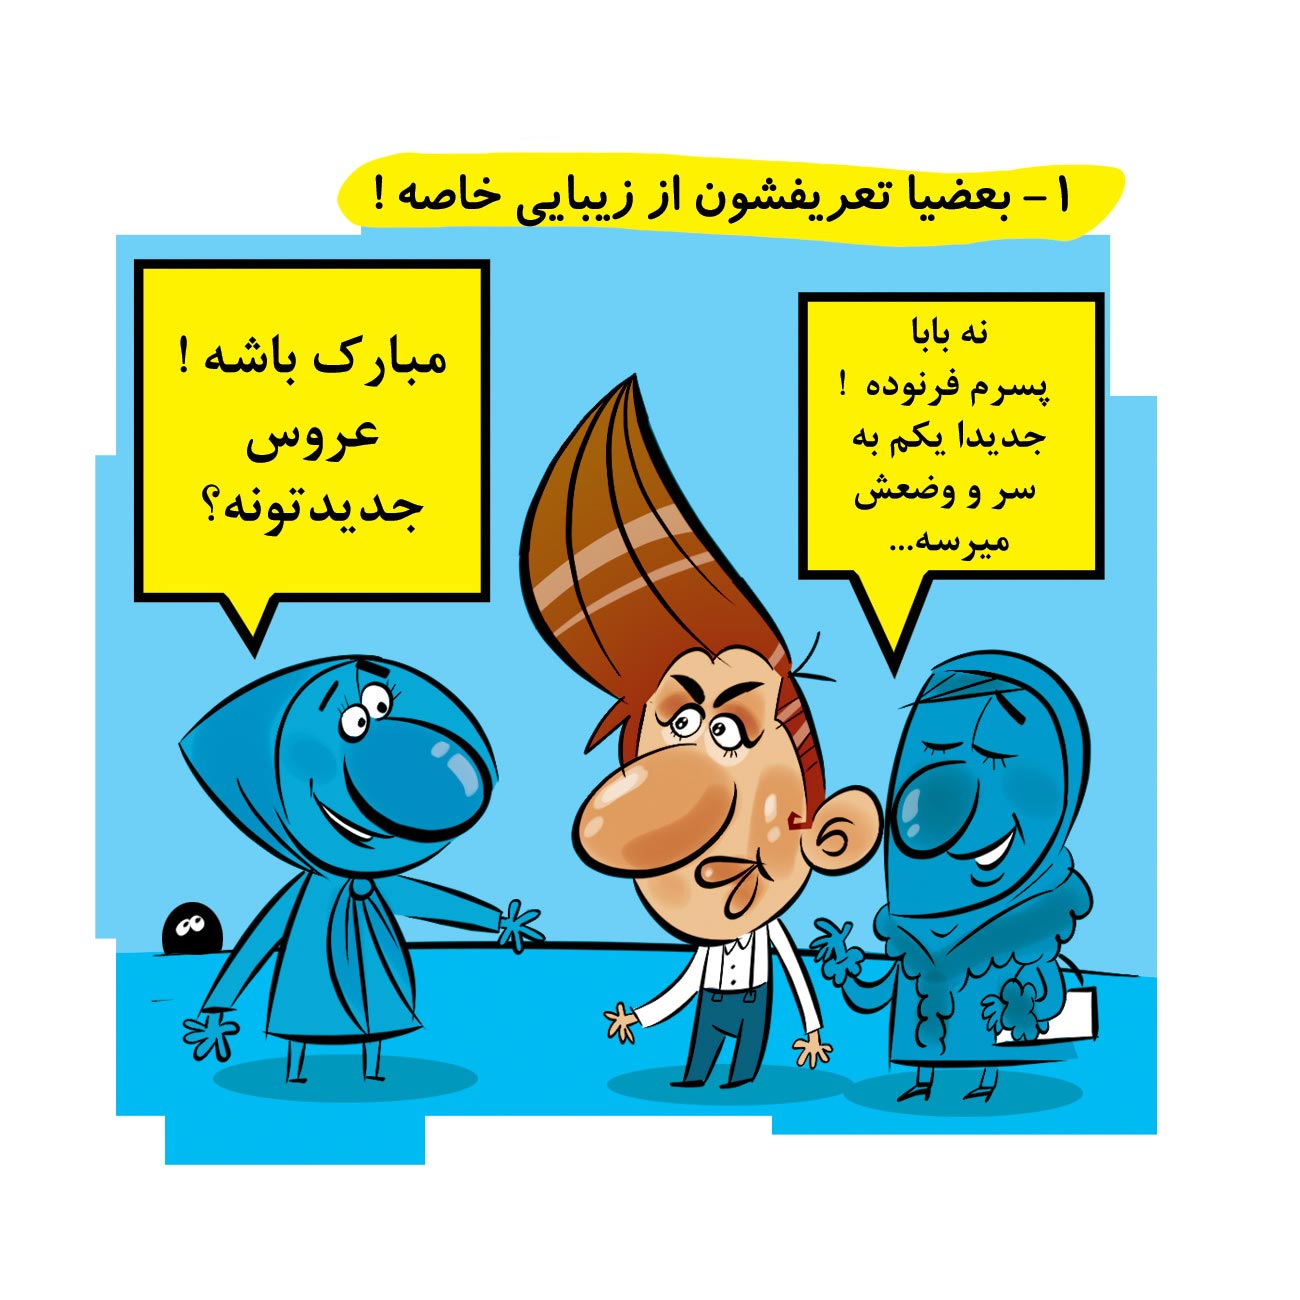 ۱- بعضیا تعریفشون از زیبایی خاصه !
مبارک باشه !
عروس
جدیدتونه؟
نه بابا
پسرم فرنوده !
جدیدا یکم به
سر و وضعش
میرسه...